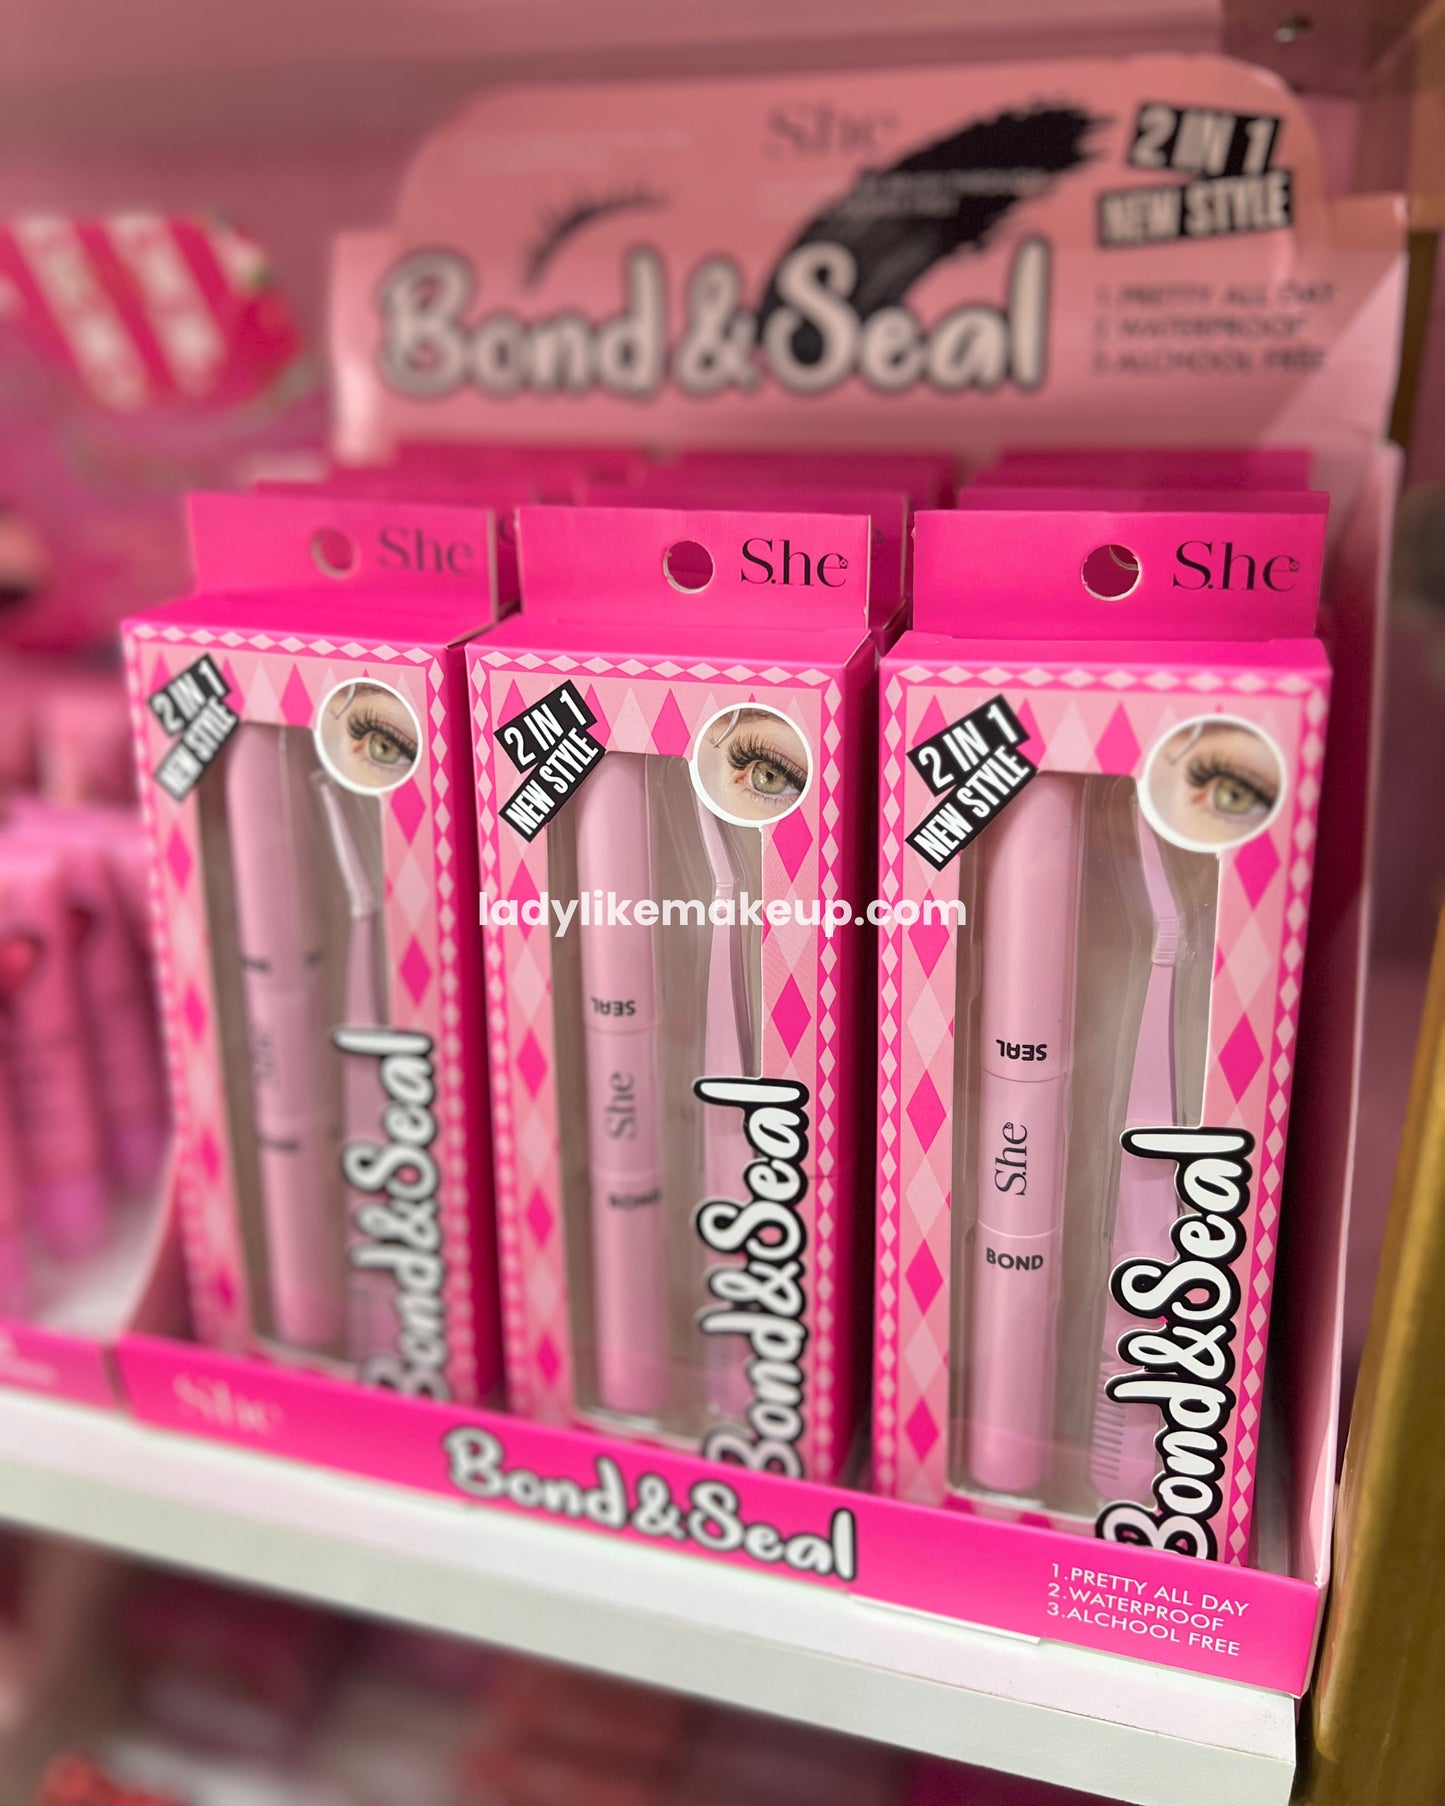 S.he
2 IN 1
NEW STYLE
Bond&Seal
1.PRETTY ALL DAY
2.WATERPROOF
3.ALCHOOL FREE
S.he
S.he
S.he
2 IN 1
NEW STYLE
2 IN 1
NEW STYLE
2 IN 1
NEW STYLE
ladylikemakeup.com
S.he
Bond&Seal
SEAL
S.he
BOND
Bond&Seal
SEAL
S.he
BOND
Bond&Seal
S.he
Bond&Seal
1.PRETTY ALL DAY
2.WATERPROOF
3.ALCHOOL FREE